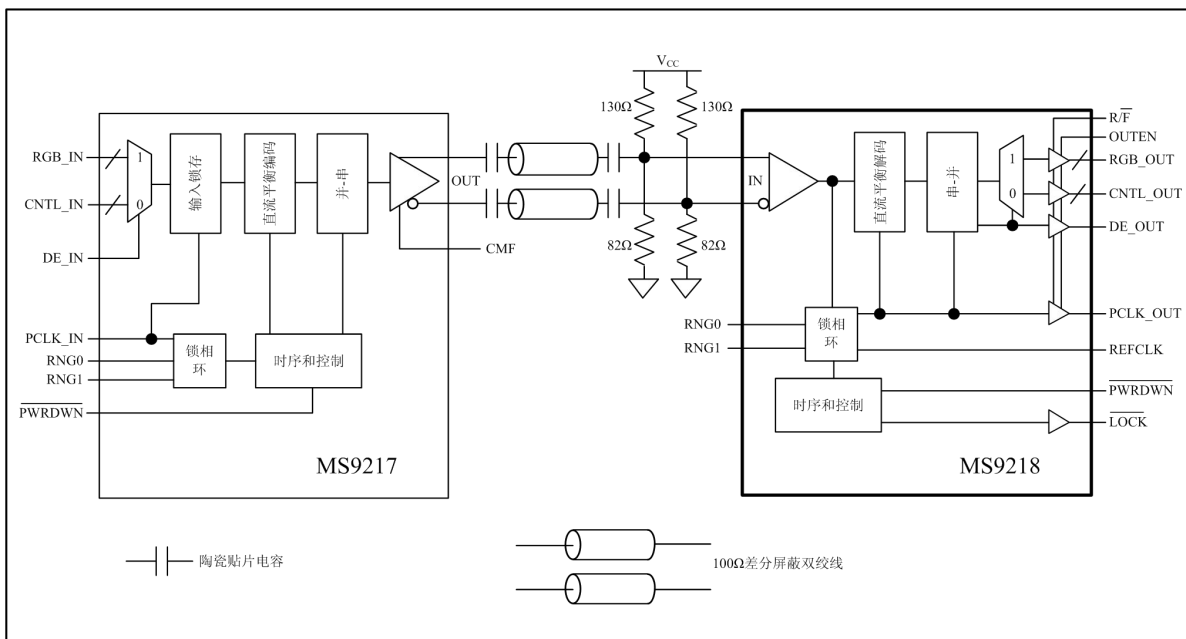 V_CC
130Ω
130Ω
RGB_IN
CNTL_IN
DE_IN
PCLK_IN
RNG0
RNG1
PWRDWN
1
0
输入锁存
直流平衡编码
并-串
锁相环
时序和控制
MS9217
OUT
CMF
82Ω
82Ω
IN
RNG0
RNG1
直流平衡解码
串-并
1
0
锁相环
时序和控制
MS9218
R/F
OUTEN
RGB_OUT
CNTL_OUT
DE_OUT
PCLK_OUT
REFCLK
PWRDWN
LOCK
陶瓷贴片电容
100Ω差分屏蔽双绞线